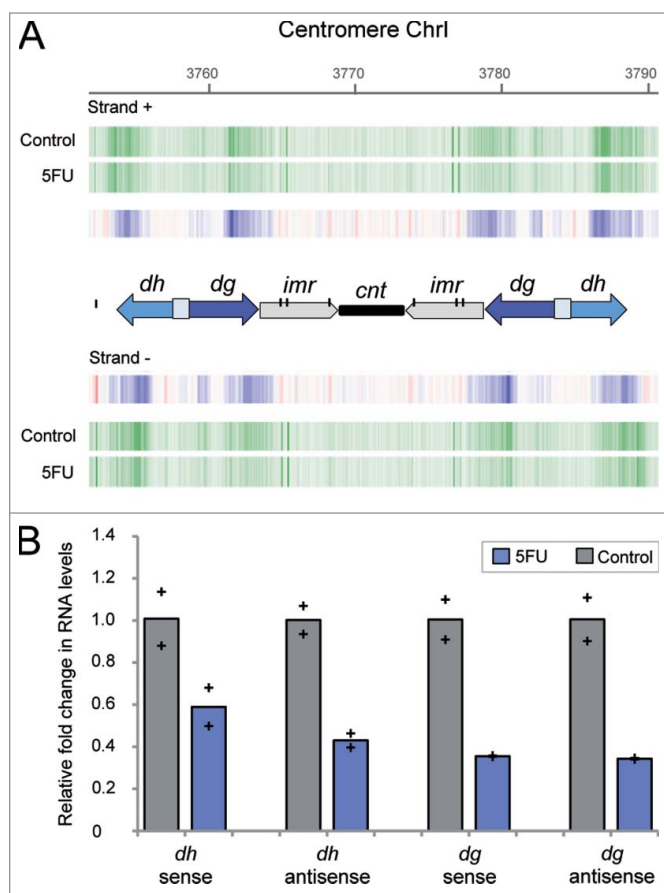 A
Centromere ChrI
3760 3770 3780 3790
Strand +
Control
5FU
dh dg imr cnt imr dg dh
Strand -
Control
5FU
B
Relative fold change in RNA levels
1.4
1.2
1.0
0.8
0.6
0.4
0.2
0
5FU Control
dh sense
dh antisense
dg sense
dg antisense